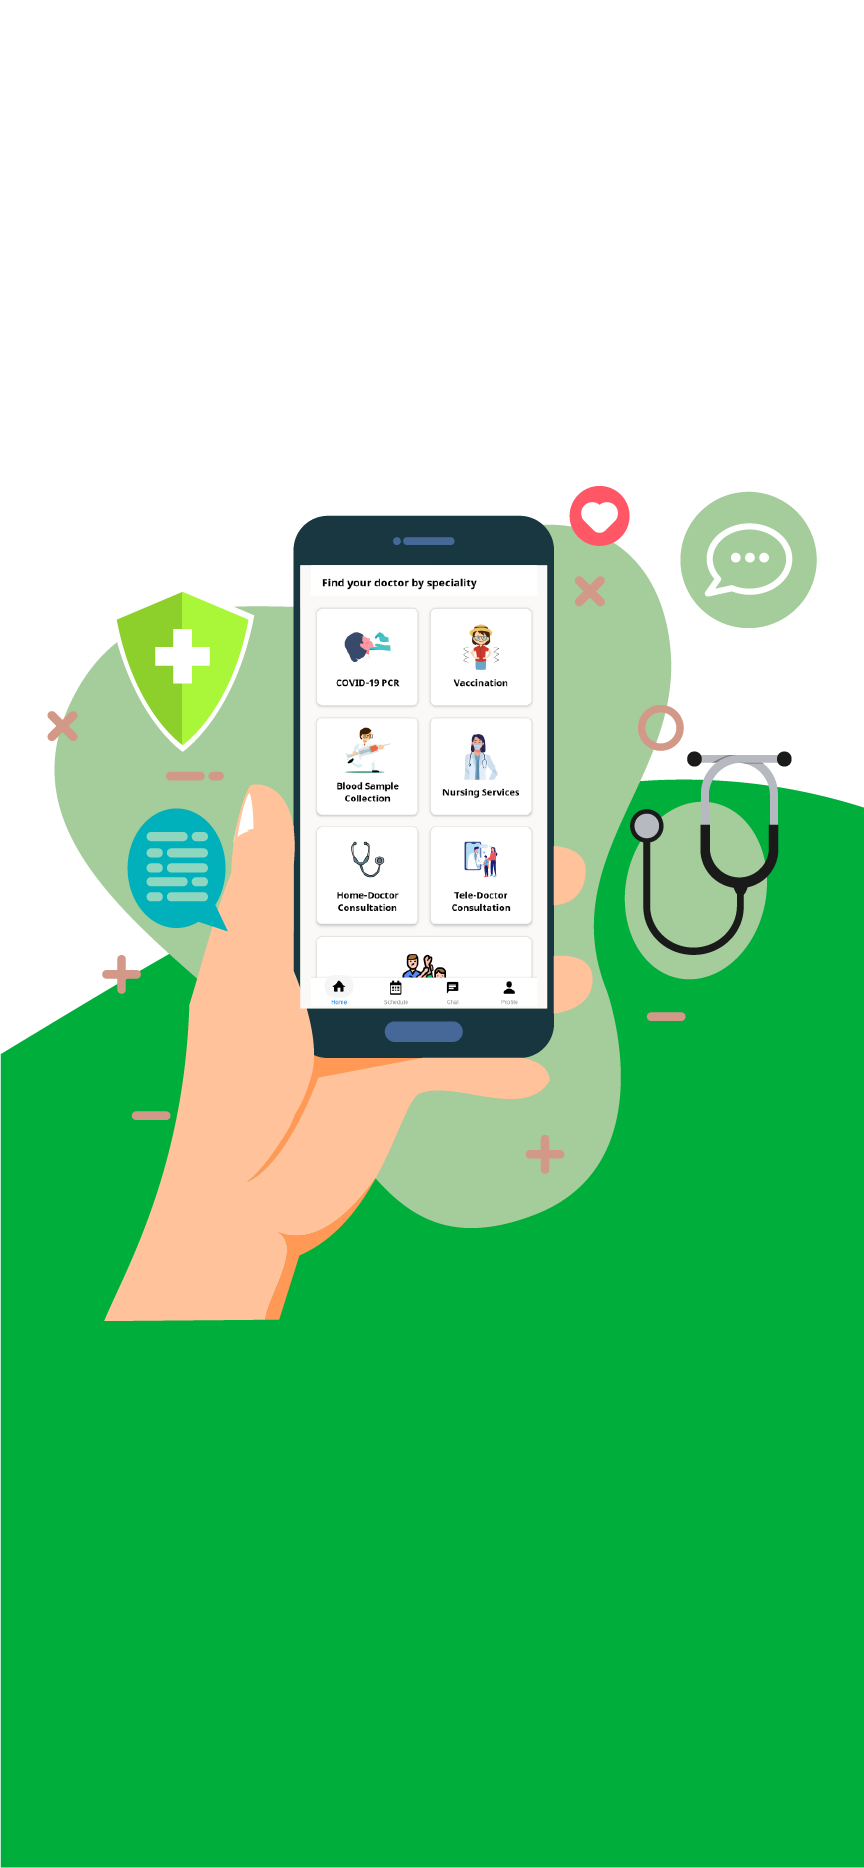 Find your doctor by speciality
COVID-19 PCR
Vaccination
Blood Sample
Collection
Nursing Services
Home-Doctor
Consultation
Tele-Doctor
Consultation
Home
Schedule
Chat
Profile